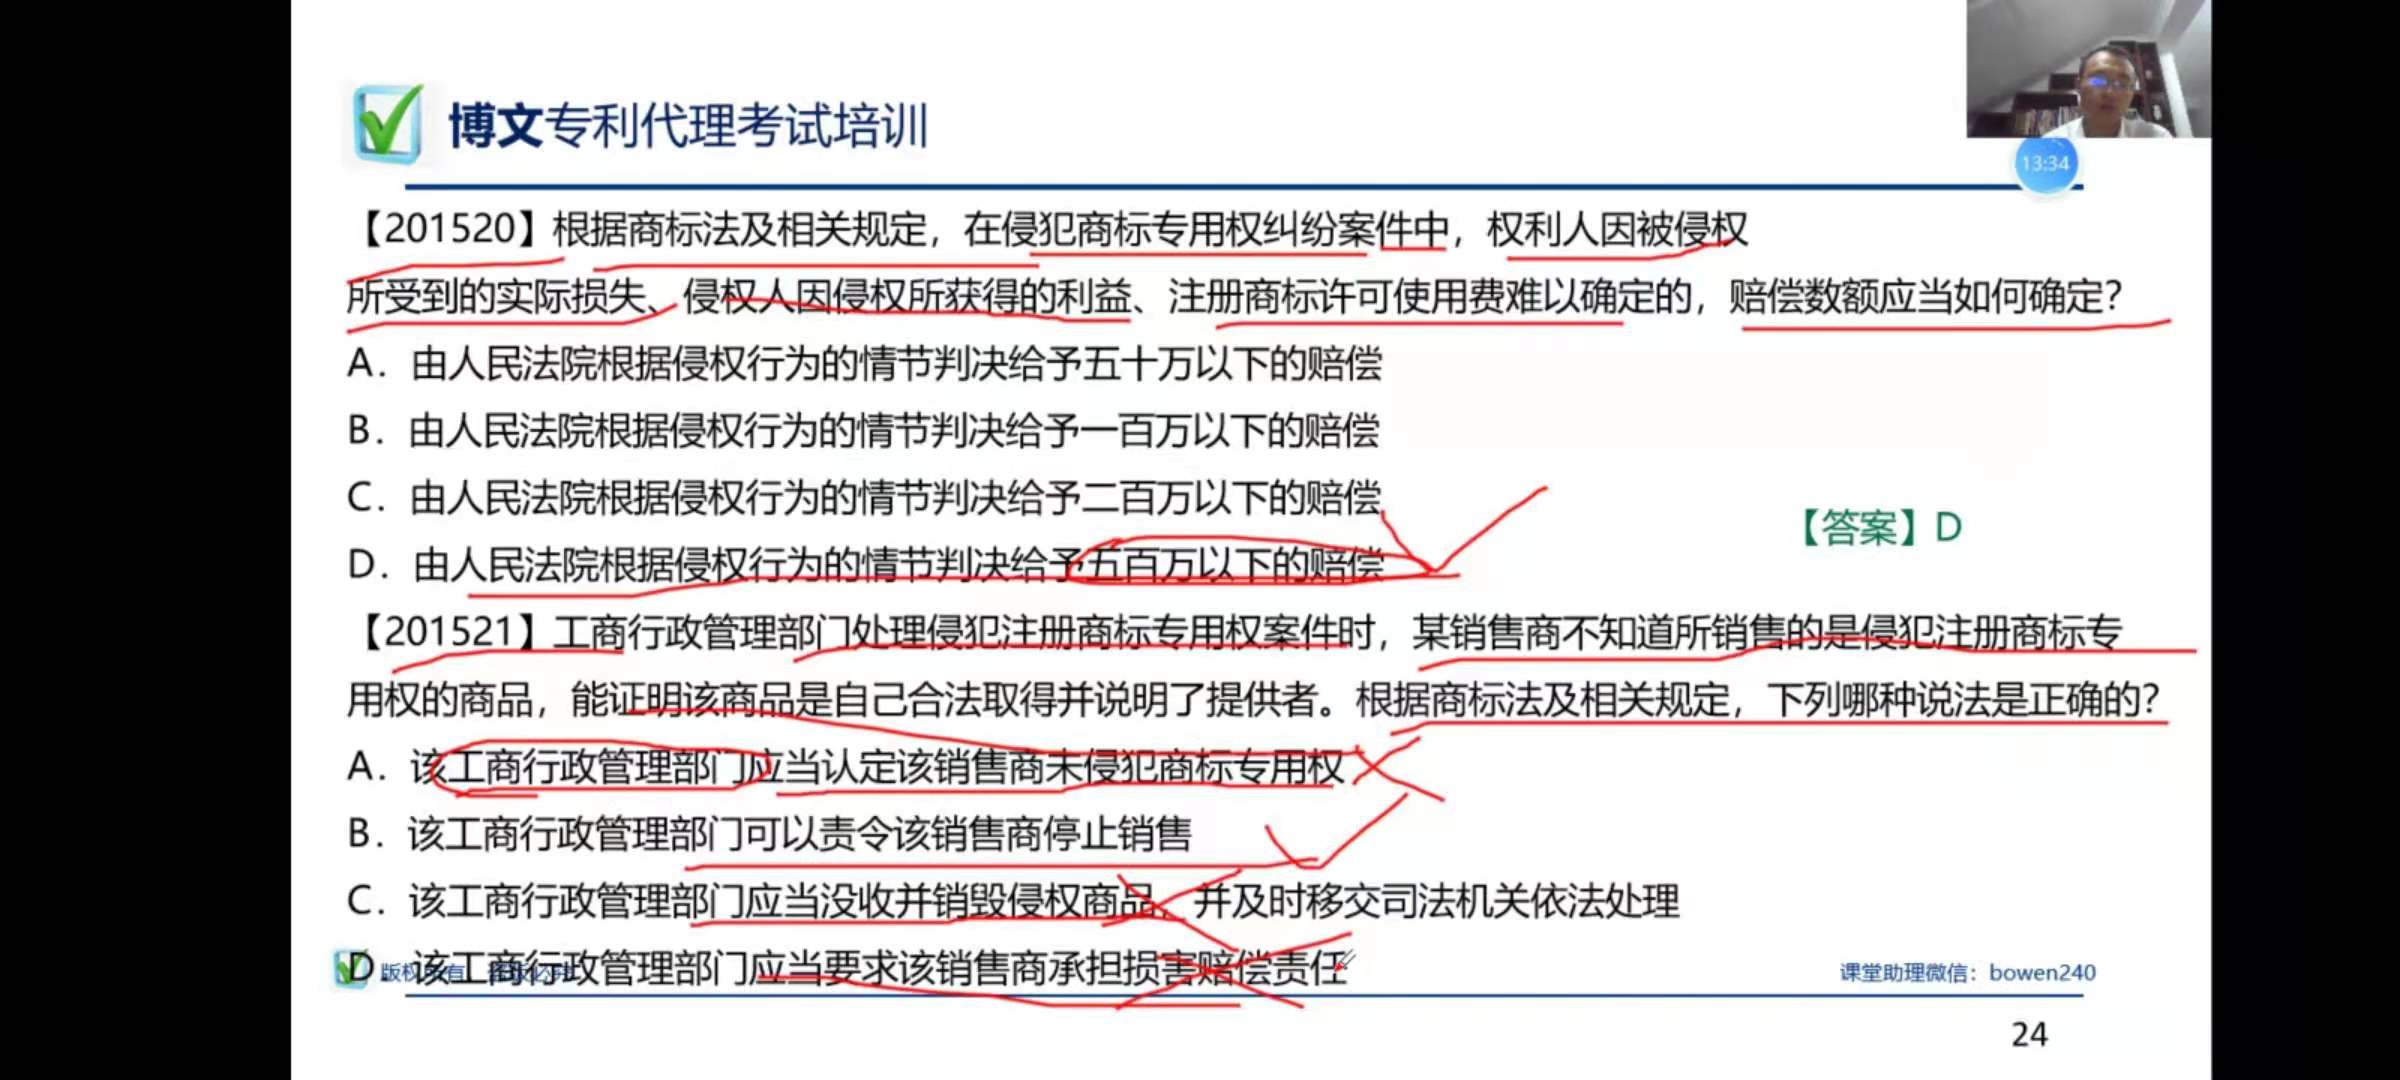 博文专利代理考试培训
13:34
【201520】根据商标法及相关规定，在侵犯商标专用权纠纷案件中，权利人因被侵权
所受到的实际损失、侵权人因侵权所获得的利益、注册商标许可使用费难以确定的，赔偿数额应当如何确定？
A. 由人民法院根据侵权行为的情节判决给予五十万以下的赔偿
B. 由人民法院根据侵权行为的情节判决给予一百万以下的赔偿
C. 由人民法院根据侵权行为的情节判决给予二百万以下的赔偿
【答案】D
D. 由人民法院根据侵权行为的情节判决给予五百万以下的赔偿
【201521】工商行政管理部门处理侵犯注册商标专用权案件时，某销售商不知道所销售的是侵犯注册商标专
用权的商品，能证明该商品是自己合法取得并说明了提供者。根据商标法及相关规定，下列哪种说法是正确的？
A. 该工商行政管理部门应当认定该销售商未侵犯商标专用权
B. 该工商行政管理部门可以责令该销售商停止销售
C. 该工商行政管理部门应当没收并销毁侵权商品，并及时移交司法机关依法处理
D. 该工商行政管理部门应当要求该销售商承担损害赔偿责任
课堂助理微信：bowen240
24